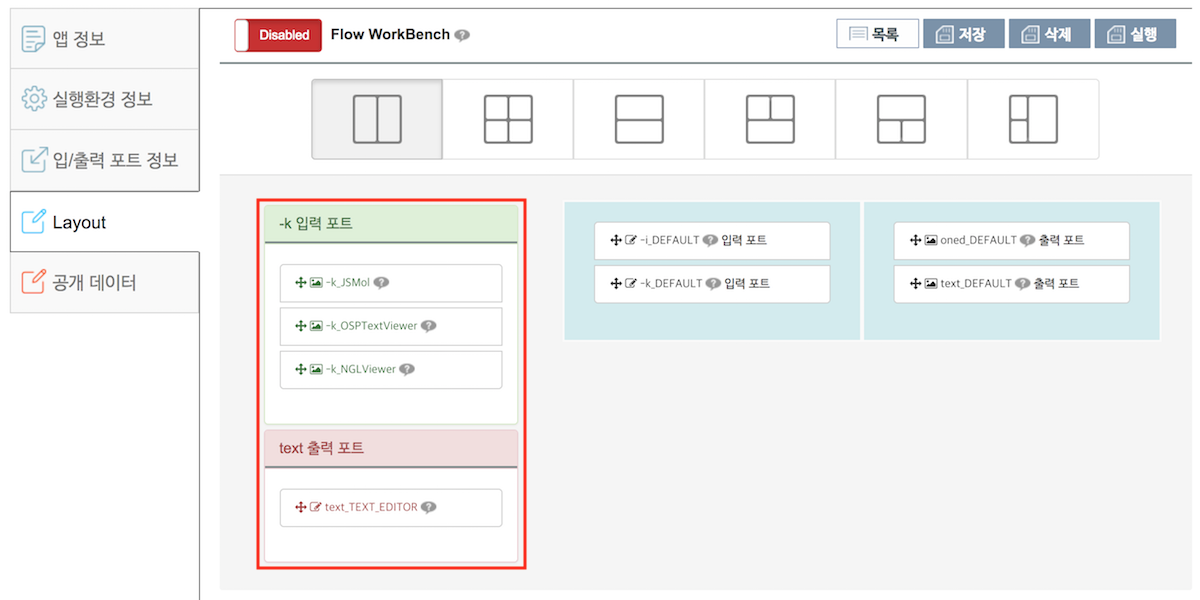 앱 정보
실행환경 정보
입/출력 포트 정보
Layout
공개 데이터
Disabled Flow WorkBench ?
목록 저장 삭제 실행
-k 입력 포트
-k_JSMol ?
-k_OSPTextViewer ?
-k_NGLViewer ?
text 출력 포트
text_TEXT_EDITOR ?
-i_DEFAULT ? 입력 포트
-k_DEFAULT ? 입력 포트
oned_DEFAULT ? 출력 포트
text_DEFAULT ? 출력 포트